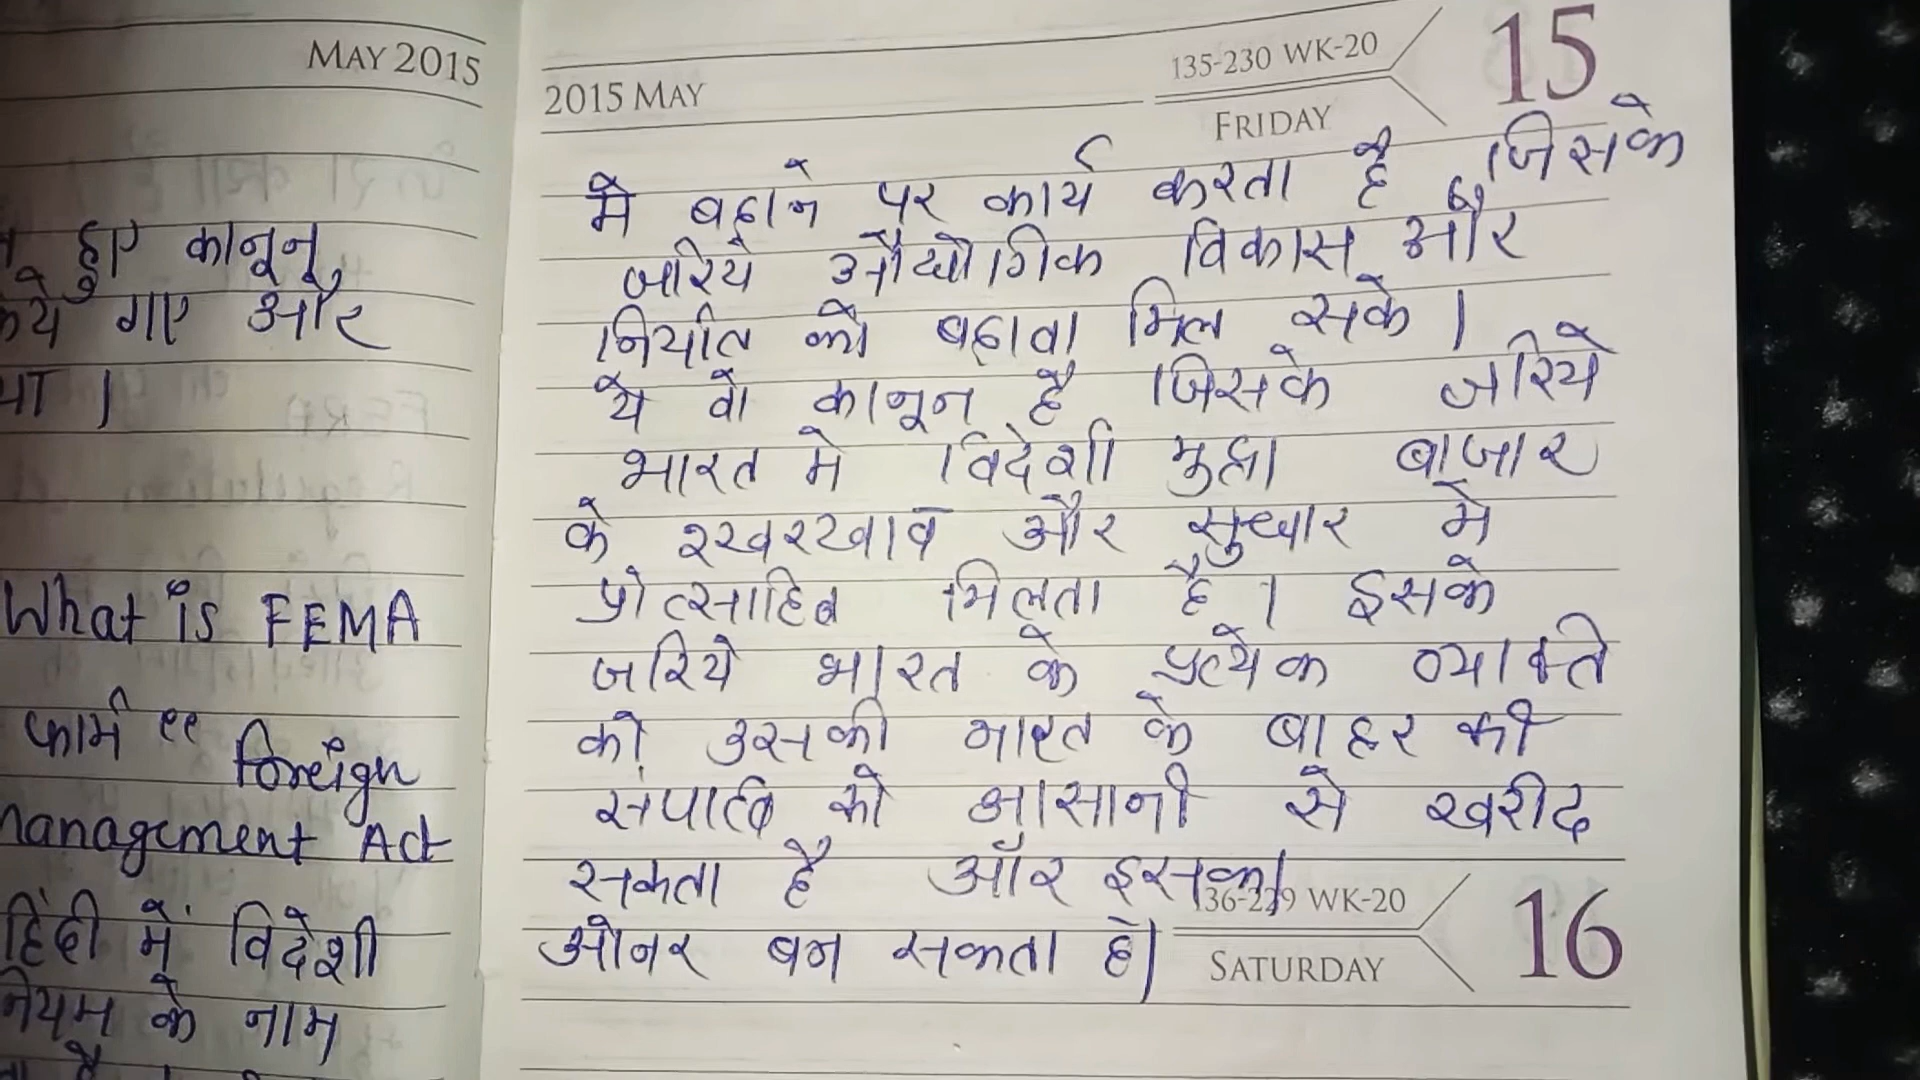 MAY 2015
हुए कानून
गए और
या ।
What is FEMA
फार्म ee foreign
management Act
हिंदी में विदेशी
नियम के नाम
2015 MAY
135-230 WK-20
FRIDAY
15
मे बढाने पर कार्य करता है जिसके
जरिये औद्योगिक विकास और
निर्यात को बढावा मिल सके ।
ये वो कानून है जिसके जरिये
भारत मे विदेशी मुद्रा बाजार
के रखरखाव और सुधार मे
प्रोत्साहित मिलता है । इसके
जरिये भारत के प्रत्येक व्यक्ति
को उसकी भारत के बाहर की
संपत्ति को आसानी से खरीद
सकता है और इसका
136-229 WK-20
ओनर बन सकता है।
SATURDAY
16